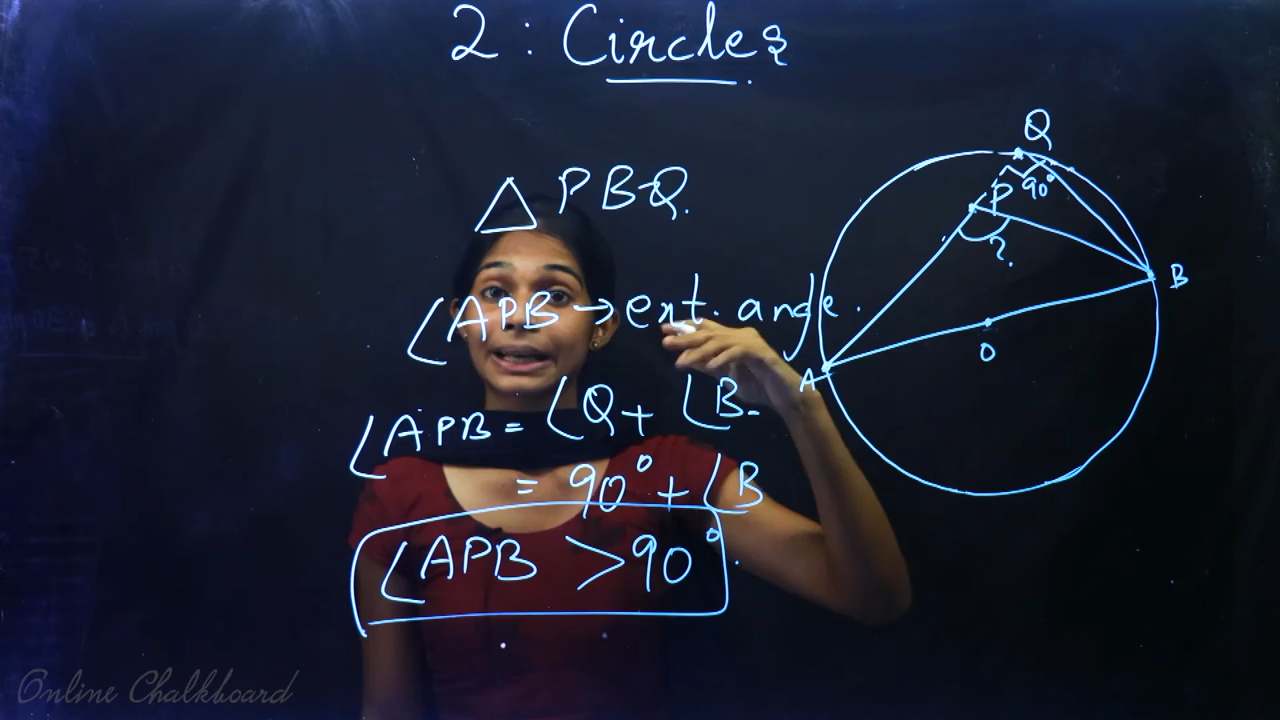 2 : Circles
△ PBQ.
∠APB → ext. angle.
∠APB = ∠Q + ∠B
= 90° + ∠B
∠APB > 90°.
Q
90°
P
?.
B
O
A
Online Chalkboard